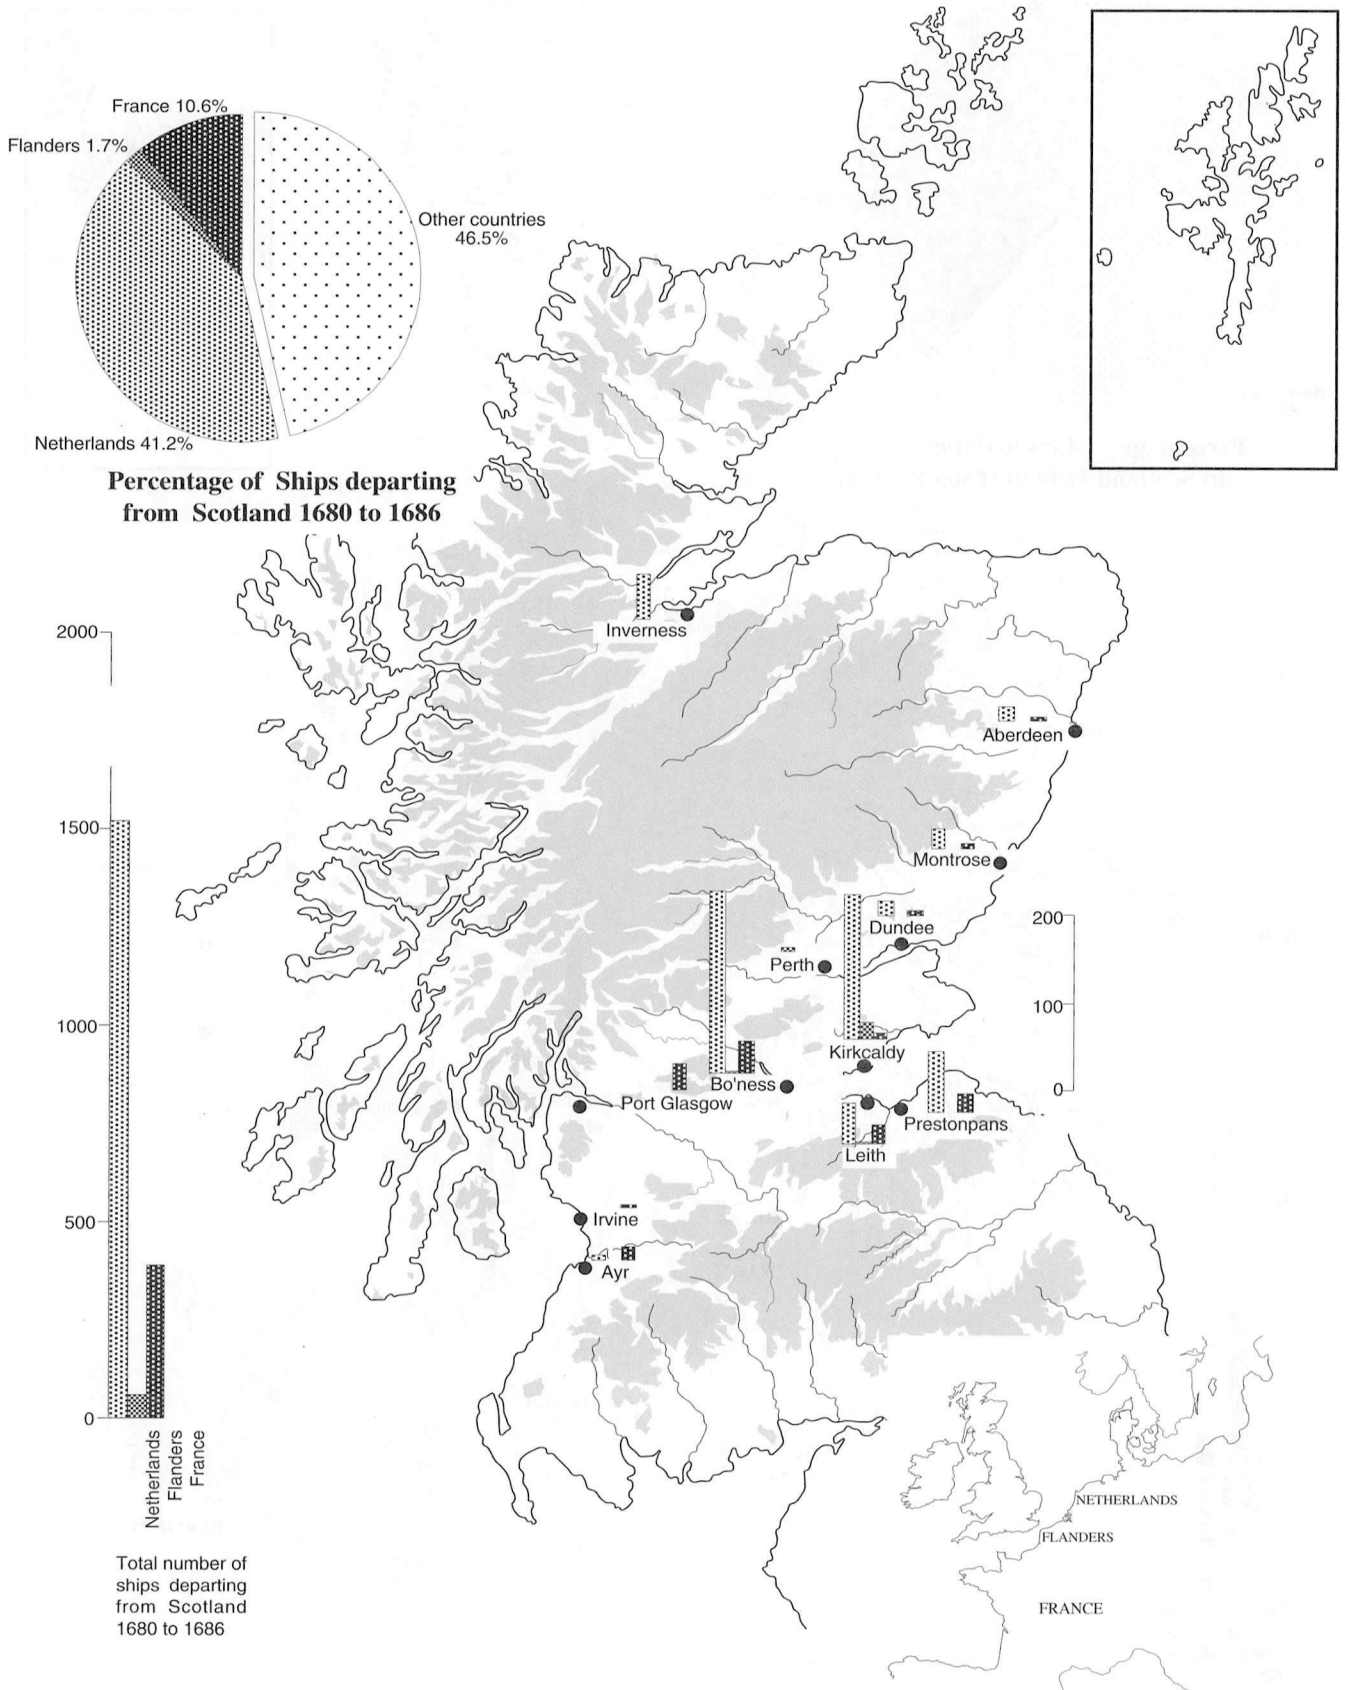 France 10.6%
Flanders 1.7%
Other countries
46.5%
Netherlands 41.2%
Percentage of Ships departing
from Scotland 1680 to 1686
Inverness
2000
Aberdeen
1500
Montrose
200
Dundee
Perth
1000
100
Kirkcaldy
Bo'ness
0
Port Glasgow
Prestonpans
Leith
500
Irvine
Ayr
0
Netherlands
Flanders
France
NETHERLANDS
FLANDERS
FRANCE
Total number of
ships departing
from Scotland
1680 to 1686